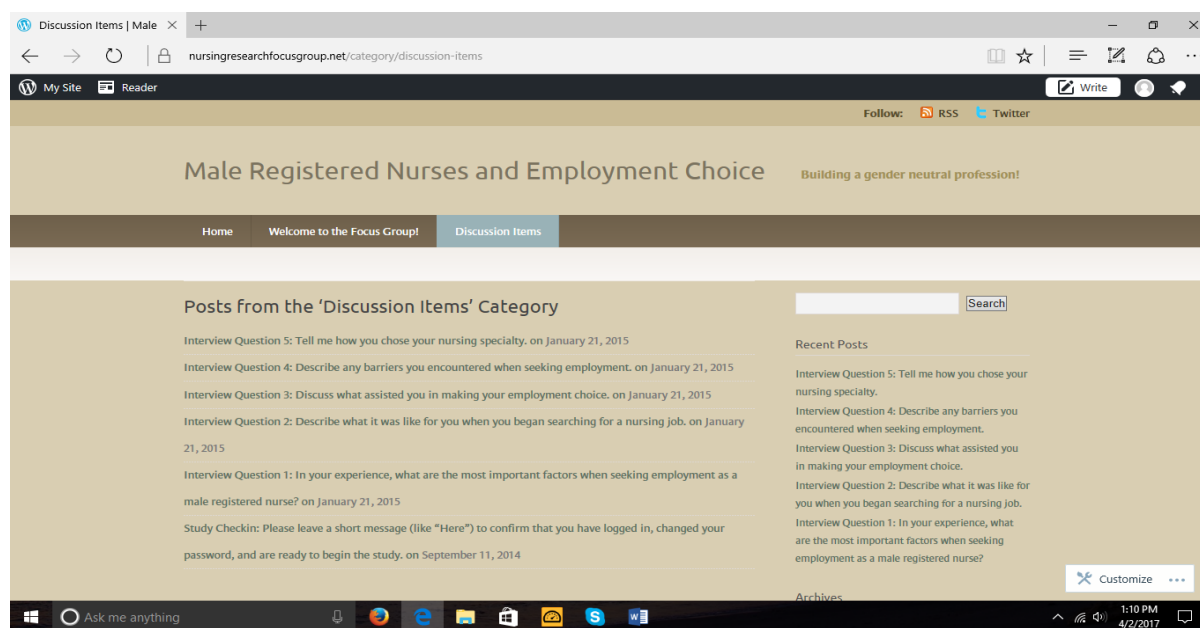 Discussion Items | Male
nursingresearchfocusgroup.net/category/discussion-items
My Site Reader Write
Follow: RSS Twitter
Male Registered Nurses and Employment Choice Building a gender neutral profession!
Home Welcome to the Focus Group! Discussion Items
Posts from the ‘Discussion Items’ Category
Interview Question 5: Tell me how you chose your nursing specialty. on January 21, 2015
Interview Question 4: Describe any barriers you encountered when seeking employment. on January 21, 2015
Interview Question 3: Discuss what assisted you in making your employment choice. on January 21, 2015
Interview Question 2: Describe what it was like for you when you began searching for a nursing job. on January
21, 2015
Interview Question 1: In your experience, what are the most important factors when seeking employment as a
male registered nurse? on January 21, 2015
Study Checkin: Please leave a short message (like “Here”) to confirm that you have logged in, changed your
password, and are ready to begin the study. on September 11, 2014
Search
Recent Posts
Interview Question 5: Tell me how you chose your
nursing specialty.
Interview Question 4: Describe any barriers you
encountered when seeking employment.
Interview Question 3: Discuss what assisted you
in making your employment choice.
Interview Question 2: Describe what it was like for
you when you began searching for a nursing job.
Interview Question 1: In your experience, what
are the most important factors when seeking
employment as a male registered nurse?
Customize
Archives
Ask me anything
1:10 PM
4/2/2017